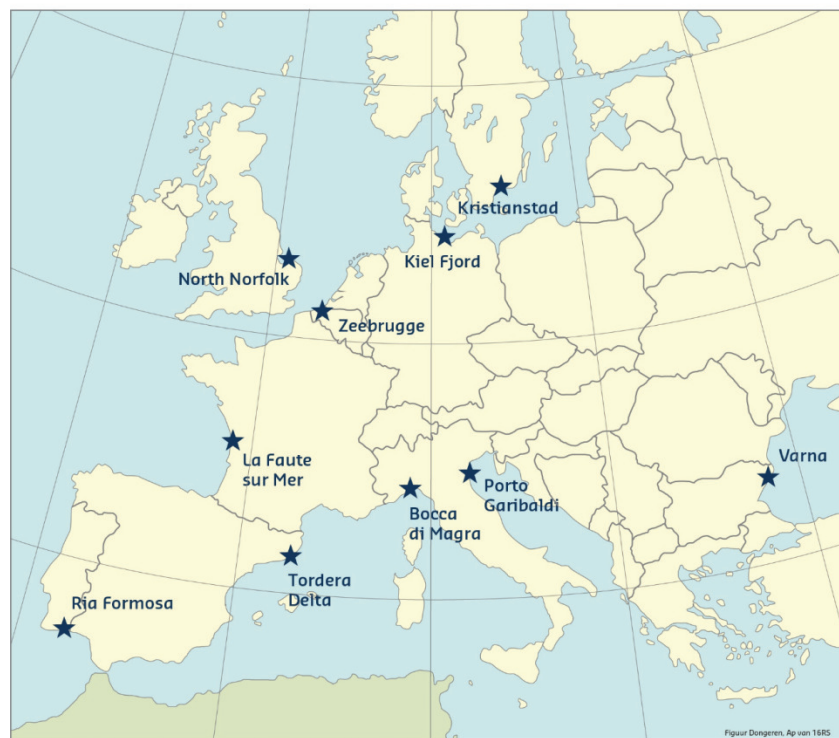 Kristianstad
Kiel Fjord
North Norfolk
Zeebrugge
La Faute
sur Mer
Varna
Porto
Garibaldi
Bocca
di Magra
Tordera
Delta
Ria Formosa
Figuur Dongeren, Ap van 16RS